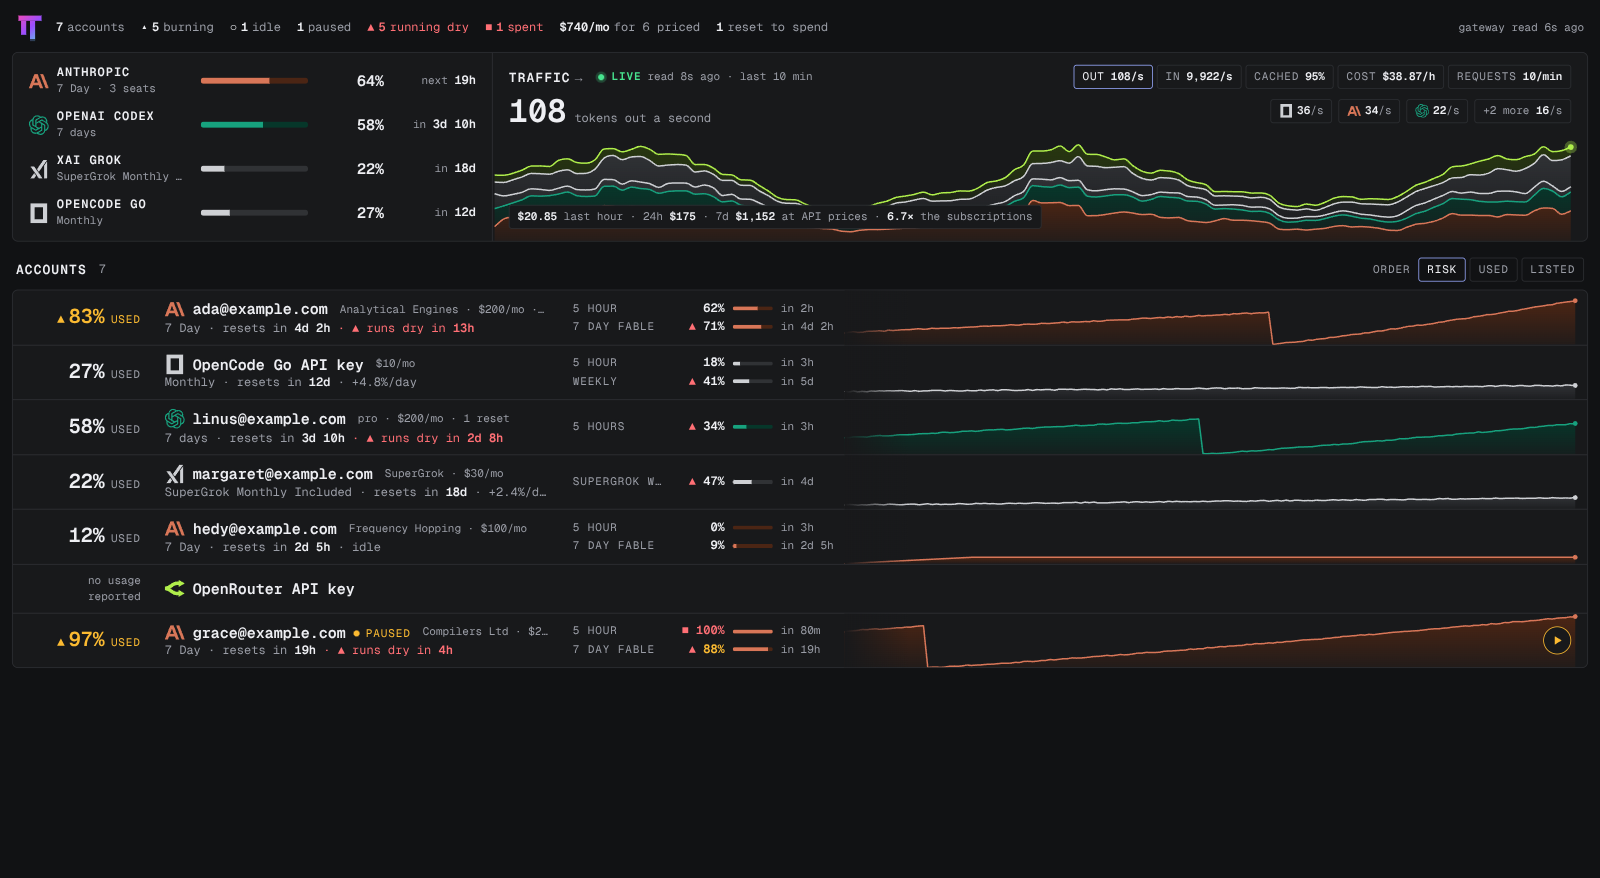 7 accounts ▲ 5 burning ○ 1 idle 1 paused ▲ 5 running dry ■ 1 spent $740/mo for 6 priced 1 reset to spend gateway read 6s ago
ANTHROPIC
7 Day · 3 seats
64% next 19h
OPENAI CODEX
7 days
58% in 3d 10h
XAI GROK
SuperGrok Monthly …
22% in 18d
OPENCODE GO
Monthly
27% in 12d
TRAFFIC → ● LIVE read 8s ago · last 10 min
OUT 108/s IN 9,922/s CACHED 95% COST $38.87/h REQUESTS 10/min
108 tokens out a second
36/s 34/s 22/s +2 more 16/s
$20.85 last hour · 24h $175 · 7d $1,152 at API prices · 6.7× the subscriptions
ACCOUNTS 7
ORDER RISK USED LISTED
▲ 83% USED
ada@example.com Analytical Engines · $200/mo ·…
7 Day · resets in 4d 2h · ▲ runs dry in 13h
5 HOUR 62% in 2h
7 DAY FABLE ▲ 71% in 4d 2h
27% USED
OpenCode Go API key $10/mo
Monthly · resets in 12d · +4.8%/day
5 HOUR 18% in 3h
WEEKLY ▲ 41% in 5d
58% USED
linus@example.com pro · $200/mo · 1 reset
7 days · resets in 3d 10h · ▲ runs dry in 2d 8h
5 HOURS ▲ 34% in 3h
22% USED
margaret@example.com SuperGrok · $30/mo
SuperGrok Monthly Included · resets in 18d · +2.4%/d…
SUPERGROK W… ▲ 47% in 4d
12% USED
hedy@example.com Frequency Hopping · $100/mo
7 Day · resets in 2d 5h · idle
5 HOUR 0% in 3h
7 DAY FABLE 9% in 2d 5h
no usage
reported
OpenRouter API key
▲ 97% USED
grace@example.com ● PAUSED Compilers Ltd · $2…
7 Day · resets in 19h · ▲ runs dry in 4h
5 HOUR ■ 100% in 80m
7 DAY FABLE ▲ 88% in 19h